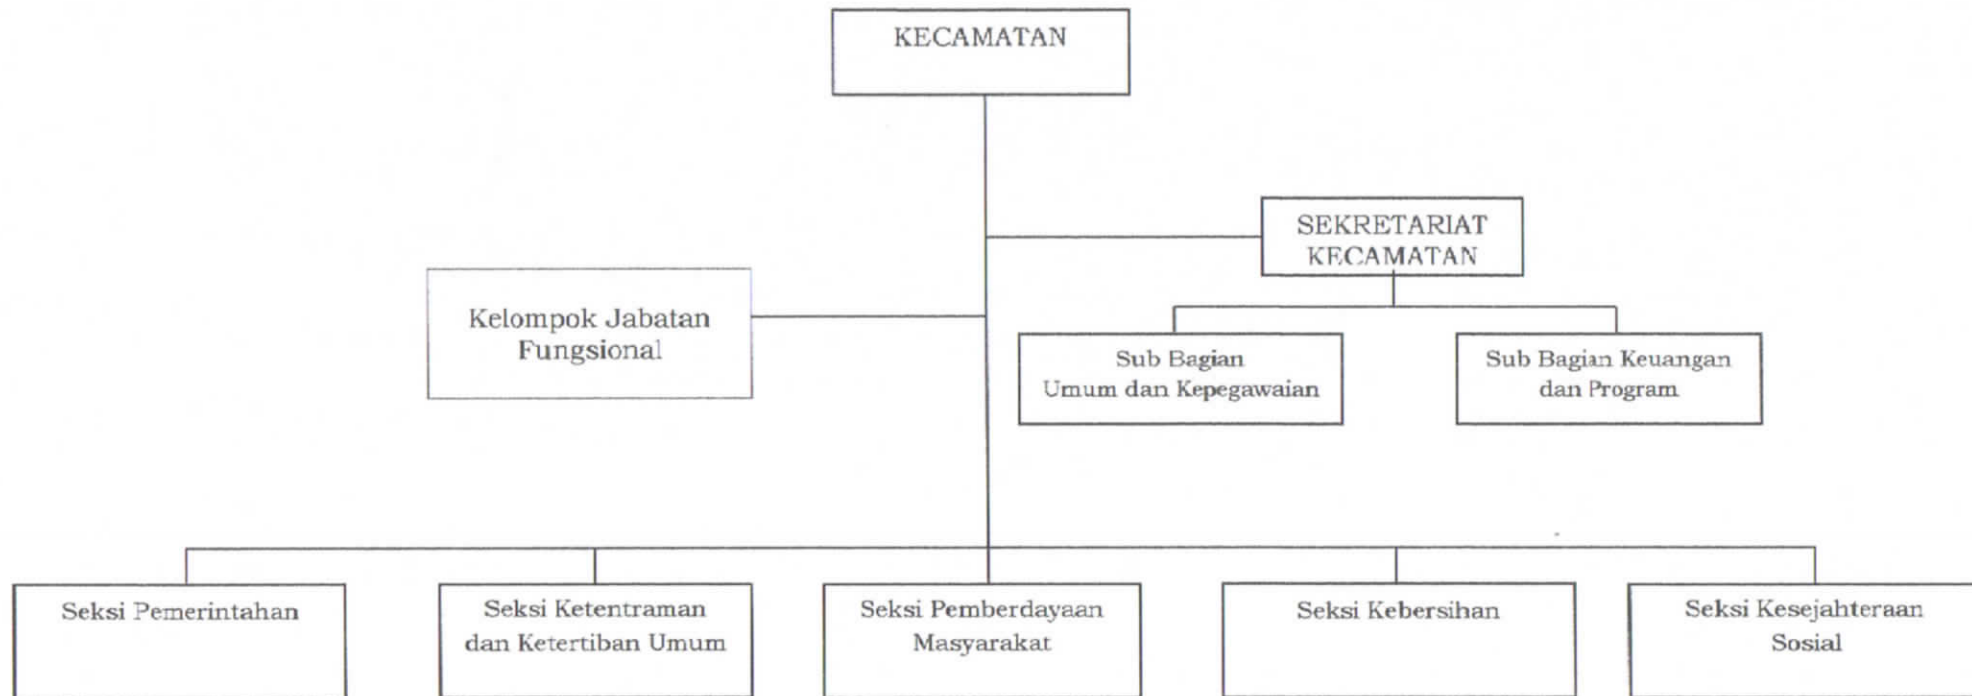 KECAMATAN
SEKRETARIAT
KECAMATAN
Kelompok Jabatan
Fungsional
Sub Bagian
Umum dan Kepegawaian
Sub Bagian Keuangan
dan Program
Seksi Pemerintahan
Seksi Ketentraman
dan Ketertiban Umum
Seksi Pemberdayaan
Masyarakat
Seksi Kebersihan
Seksi Kesejahteraan
Sosial